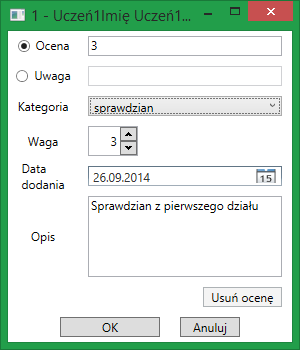 1 - Uczeń1Imię Uczeń1...
Ocena 3
Uwaga
Kategoria sprawdzian
Waga 3
Data dodania 26.09.2014 15
Opis Sprawdzian z pierwszego działu
Usuń ocenę
OK Anuluj